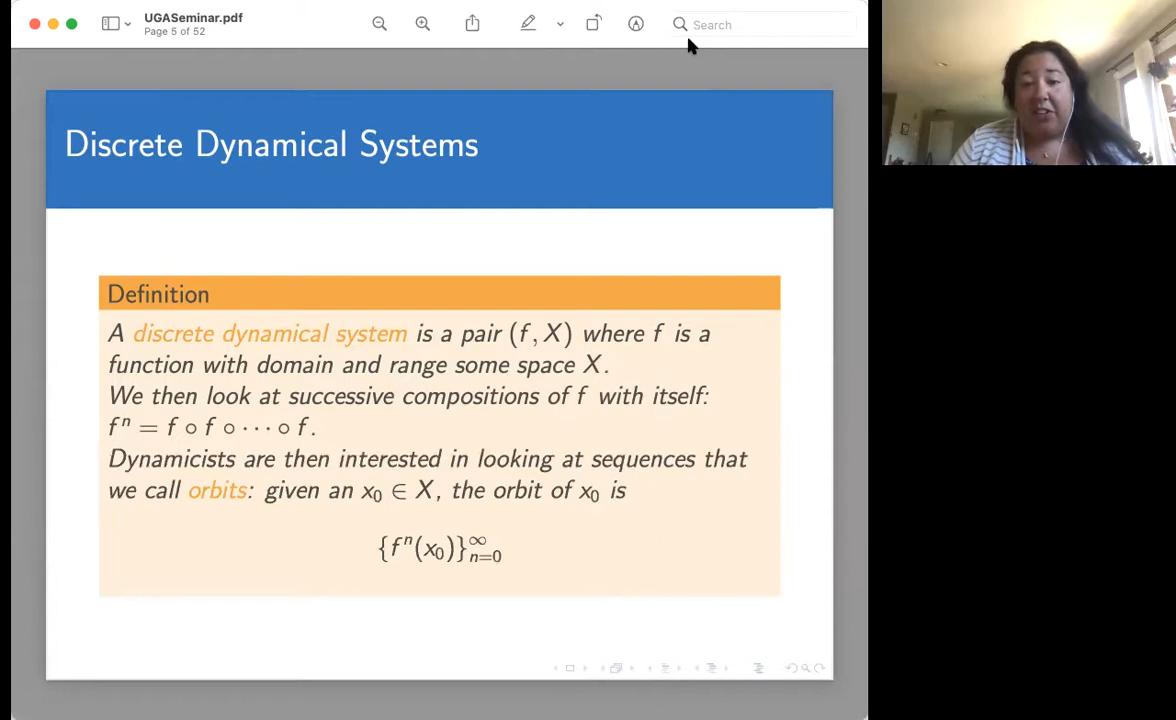 UGASeminar.pdf
Page 5 of 52
Search
Discrete Dynamical Systems
Definition
A discrete dynamical system is a pair (f, X) where f is a
function with domain and range some space X.
We then look at successive compositions of f with itself:
fⁿ = f ∘ f ∘ ⋯ ∘ f.
Dynamicists are then interested in looking at sequences that
we call orbits: given an x₀ ∈ X, the orbit of x₀ is
{fⁿ(x₀)}∞n=0